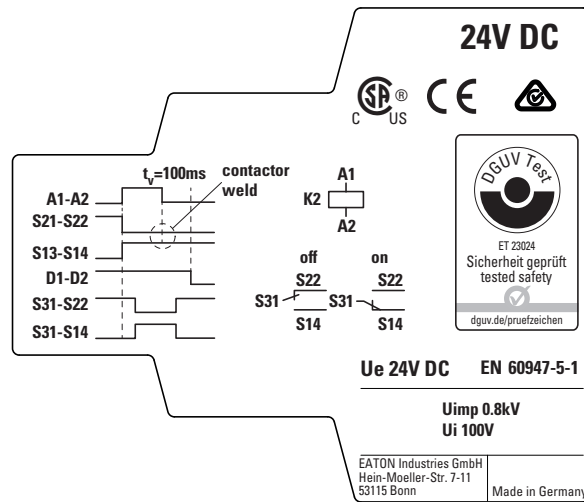 24V DC
SA ®
C US
CE
DGUV Test
ET 23024
Sicherheit geprüft
tested safety
dguv.de/pruefzeichen
tv=100ms
contactor
weld
A1-A2
S21-S22
S13-S14
D1-D2
S31-S22
S31-S14
A1
K2
A2
off on
S22 S22
S31 S31
S14 S14
Ue 24V DC EN 60947-5-1
Uimp 0.8kV
Ui 100V
EATON Industries GmbH
Hein-Moeller-Str. 7-11
53115 Bonn
Made in Germany